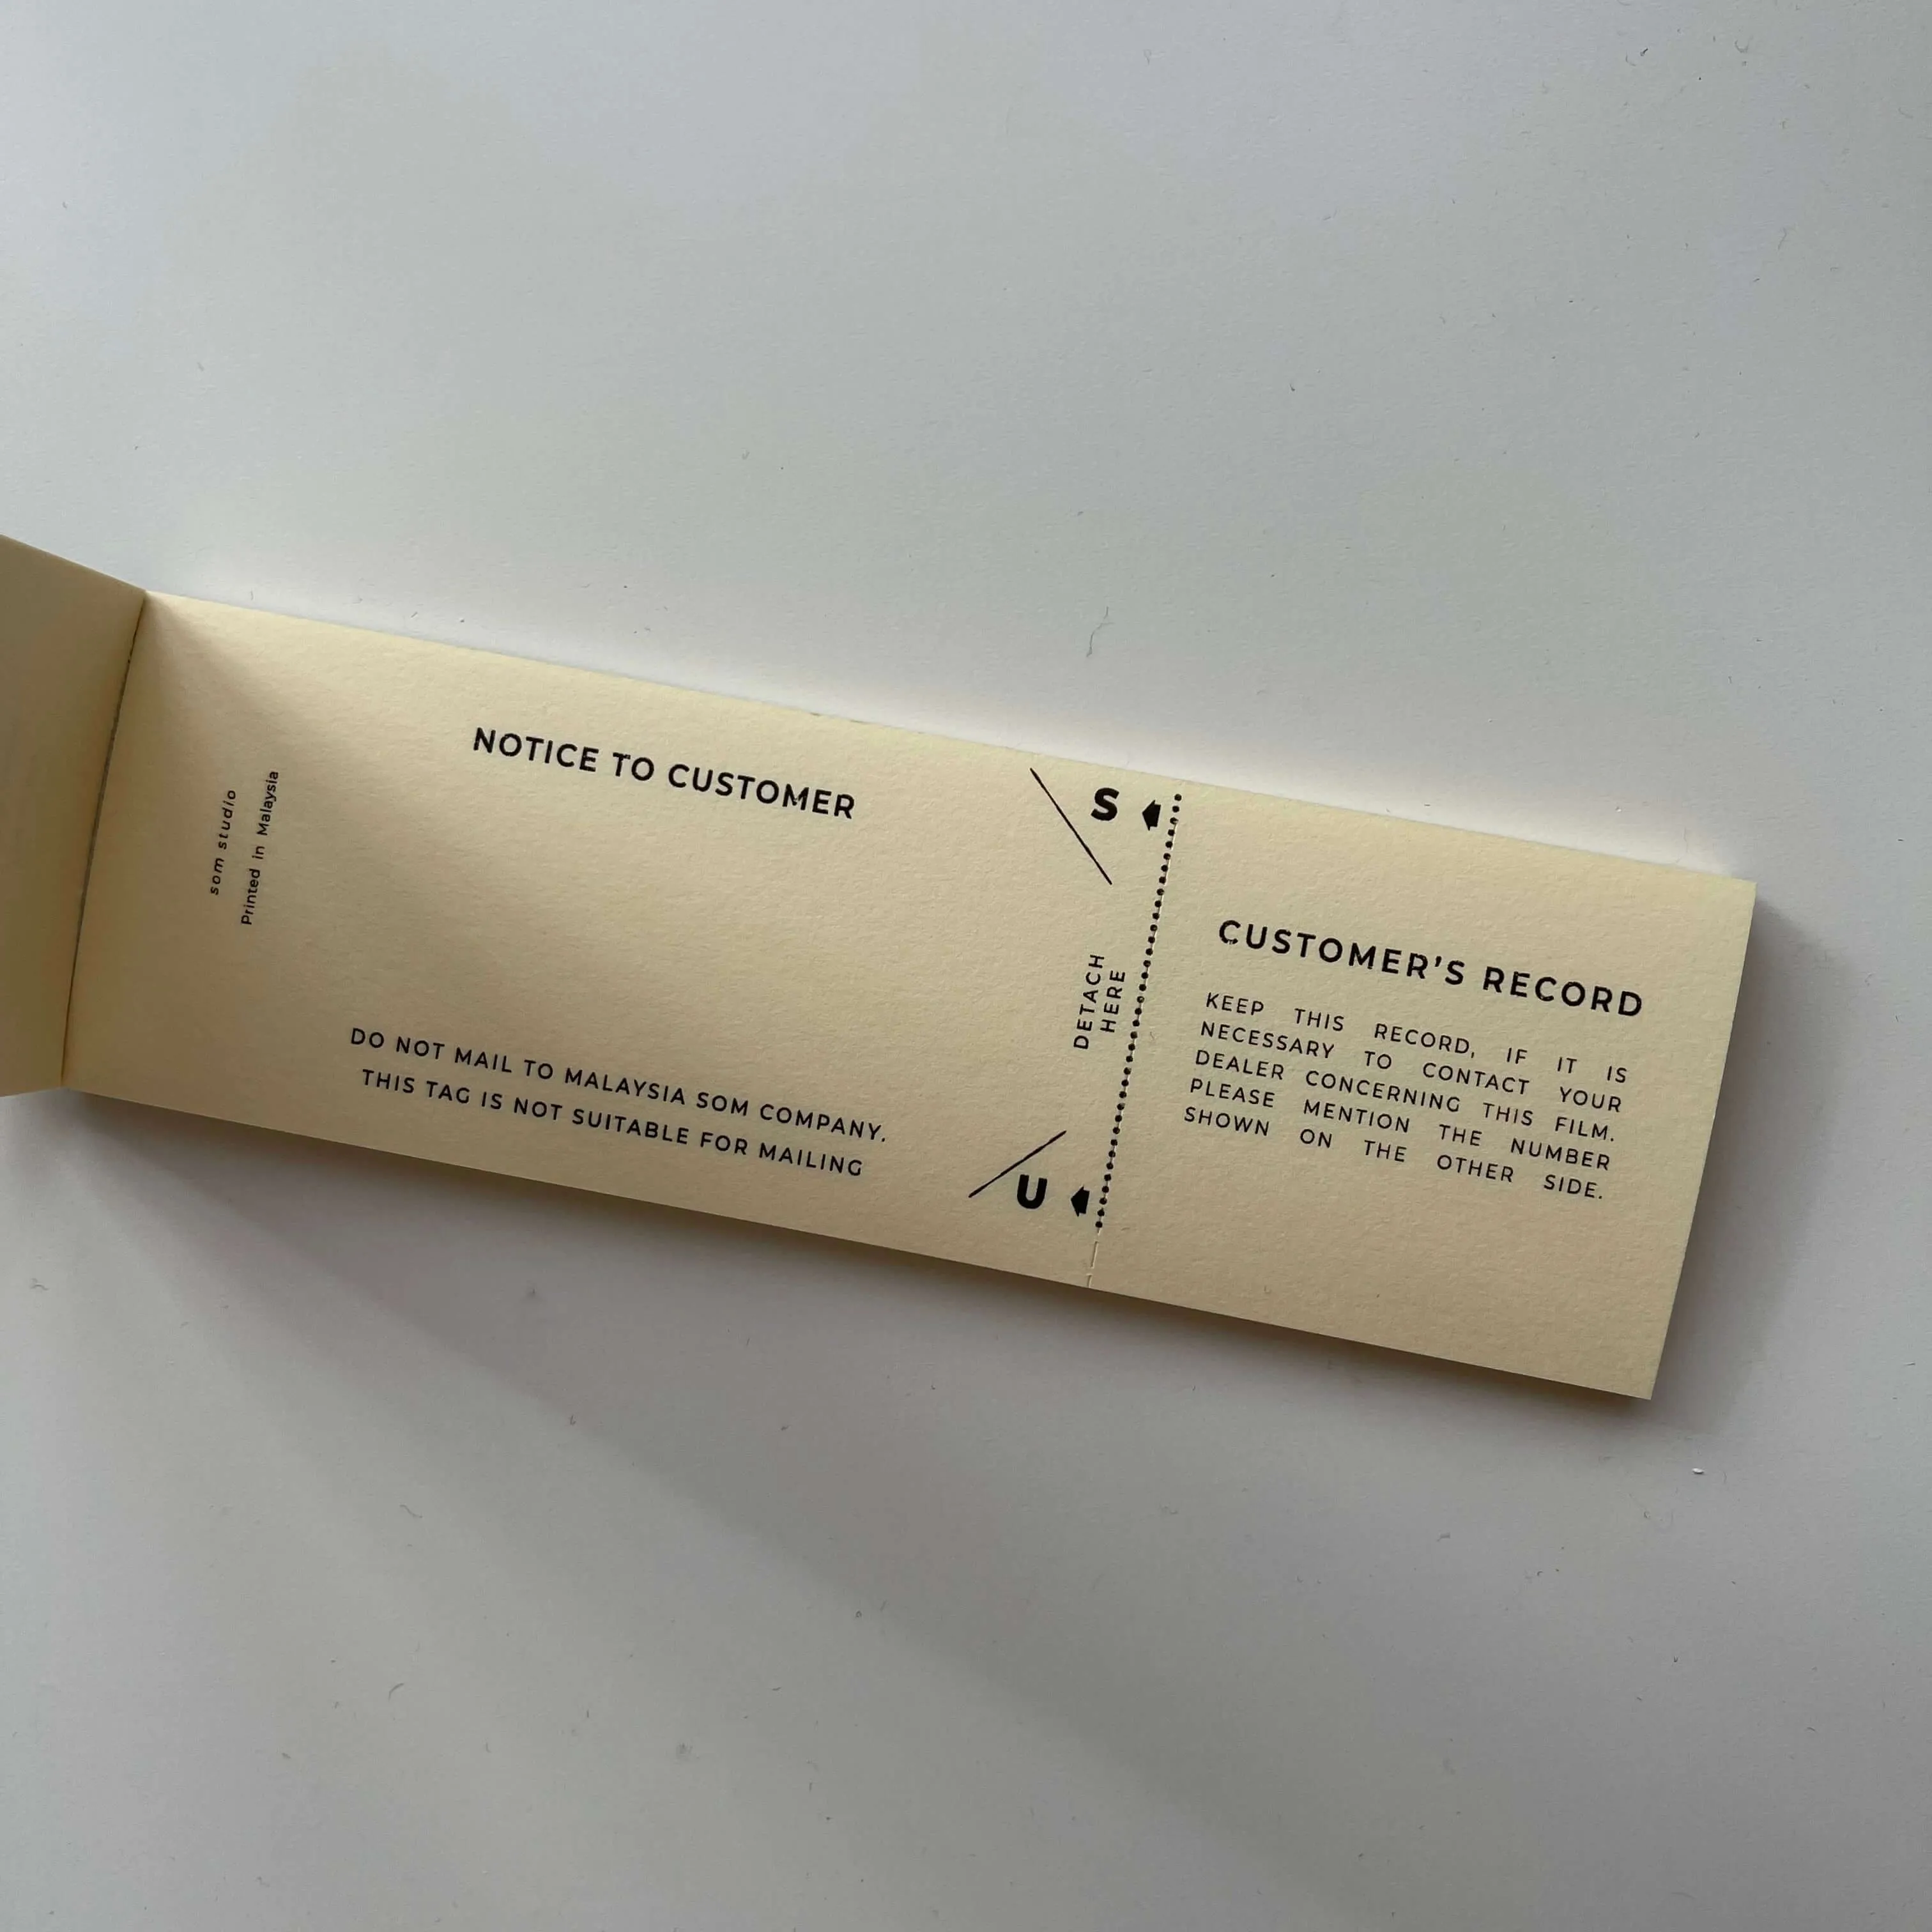 som studio
Printed in Malaysia
NOTICE TO CUSTOMER
DO NOT MAIL TO MALAYSIA SOM COMPANY.
THIS TAG IS NOT SUITABLE FOR MAILING
S
DETACH
HERE
U
CUSTOMER'S RECORD
KEEP THIS RECORD, IF IT IS
NECESSARY TO CONTACT YOUR
DEALER CONCERNING THIS FILM.
PLEASE MENTION THE NUMBER
SHOWN ON THE OTHER SIDE.